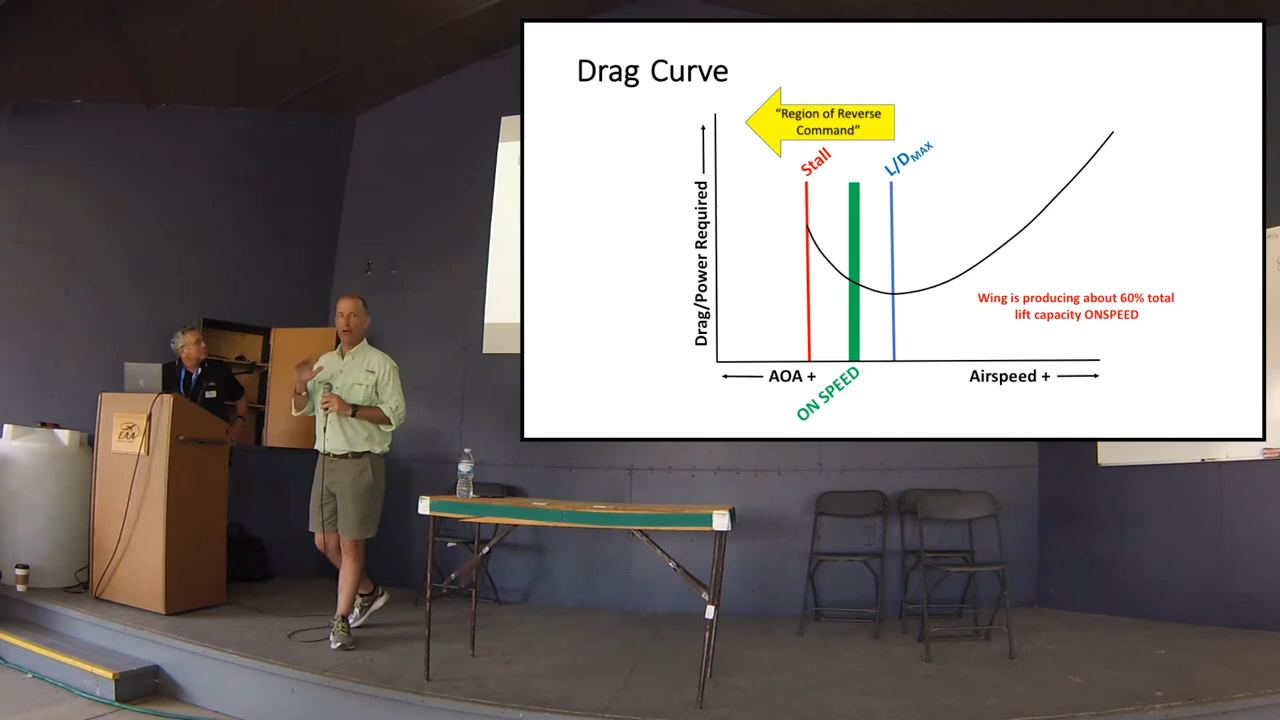 Drag Curve
"Region of Reverse
Command"
Stall
L/DMAX
Drag/Power Required
Wing is producing about 60% total
lift capacity ONSPEED
AOA +
Airspeed +
ON SPEED
EAA